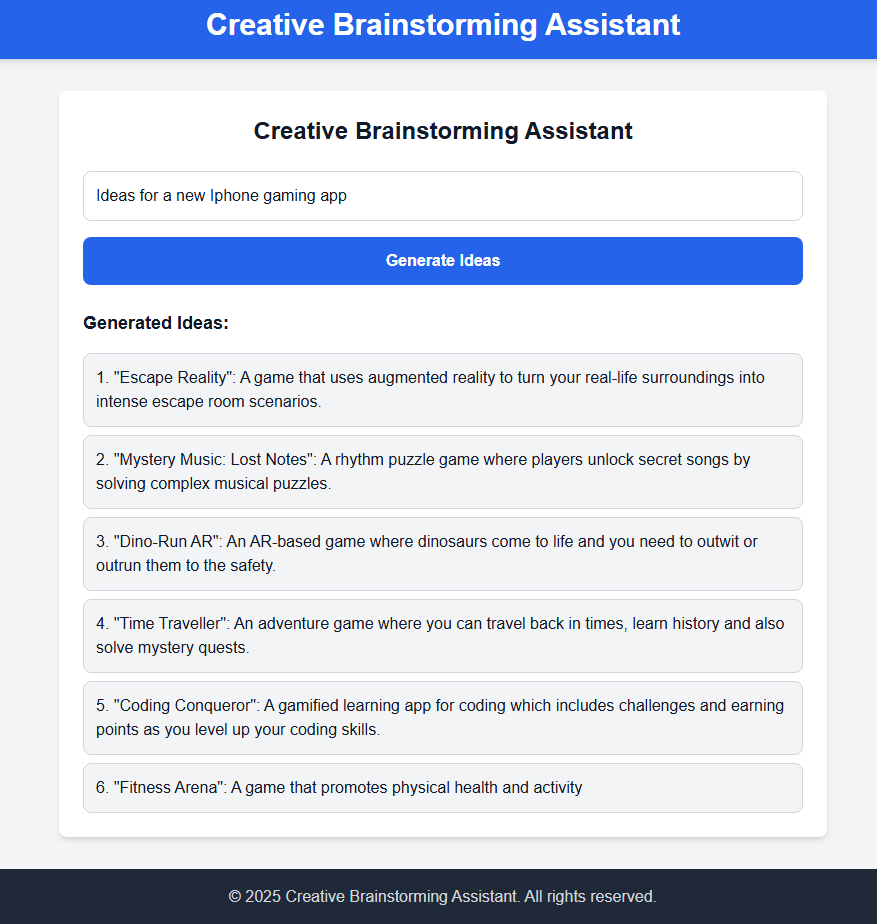 Creative Brainstorming Assistant
Creative Brainstorming Assistant
Ideas for a new Iphone gaming app
Generate Ideas
Generated Ideas:
1. "Escape Reality": A game that uses augmented reality to turn your real-life surroundings into
intense escape room scenarios.
2. "Mystery Music: Lost Notes": A rhythm puzzle game where players unlock secret songs by
solving complex musical puzzles.
3. "Dino-Run AR": An AR-based game where dinosaurs come to life and you need to outwit or
outrun them to the safety.
4. "Time Traveller": An adventure game where you can travel back in times, learn history and also
solve mystery quests.
5. "Coding Conqueror": A gamified learning app for coding which includes challenges and earning
points as you level up your coding skills.
6. "Fitness Arena": A game that promotes physical health and activity
© 2025 Creative Brainstorming Assistant. All rights reserved.